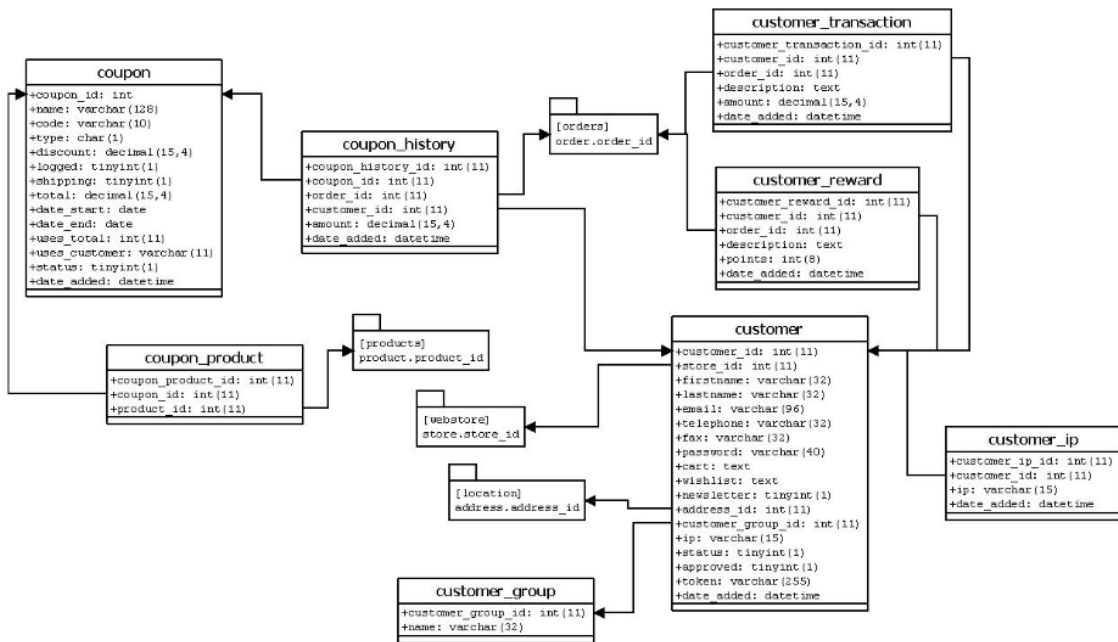 customer_transaction
+customer_transaction_id: int(11)
+customer_id: int(11)
+order_id: int(11)
+description: text
+amount: decimal(15,4)
+date_added: datetime
coupon
+coupon_id: int
+name: varchar(128)
+code: varchar(10)
+type: char(1)
+discount: decimal(15,4)
+logged: tinyint(1)
+shipping: tinyint(1)
+total: decimal(15,4)
+date_start: date
+date_end: date
+uses_total: int(11)
+uses_customer: varchar(11)
+status: tinyint(1)
+date_added: datetime
[orders]
order.order_id
coupon_history
+coupon_history_id: int(11)
+coupon_id: int(11)
+order_id: int(11)
+customer_id: int(11)
+amount: decimal(15,4)
+date_added: datetime
customer_reward
+customer_reward_id: int(11)
+customer_id: int(11)
+order_id: int(11)
+description: text
+points: int(8)
+date_added: datetime
coupon_product
+coupon_product_id: int(11)
+coupon_id: int(11)
+product_id: int(11)
[products]
product.product_id
customer
+customer_id: int(11)
+store_id: int(11)
+firstname: varchar(32)
+lastname: varchar(32)
+email: varchar(96)
+telephone: varchar(32)
+fax: varchar(32)
+password: varchar(40)
+cart: text
+wishlist: text
+newsletter: tinyint(1)
+address_id: int(11)
+customer_group_id: int(11)
+ip: varchar(15)
+status: tinyint(1)
+approved: tinyint(1)
+token: varchar(255)
+date_added: datetime
[webstore]
store.store_id
customer_ip
+customer_ip_id: int(11)
+customer_id: int(11)
+ip: varchar(15)
+date_added: datetime
[location]
address.address_id
customer_group
+customer_group_id: int(11)
+name: varchar(32)